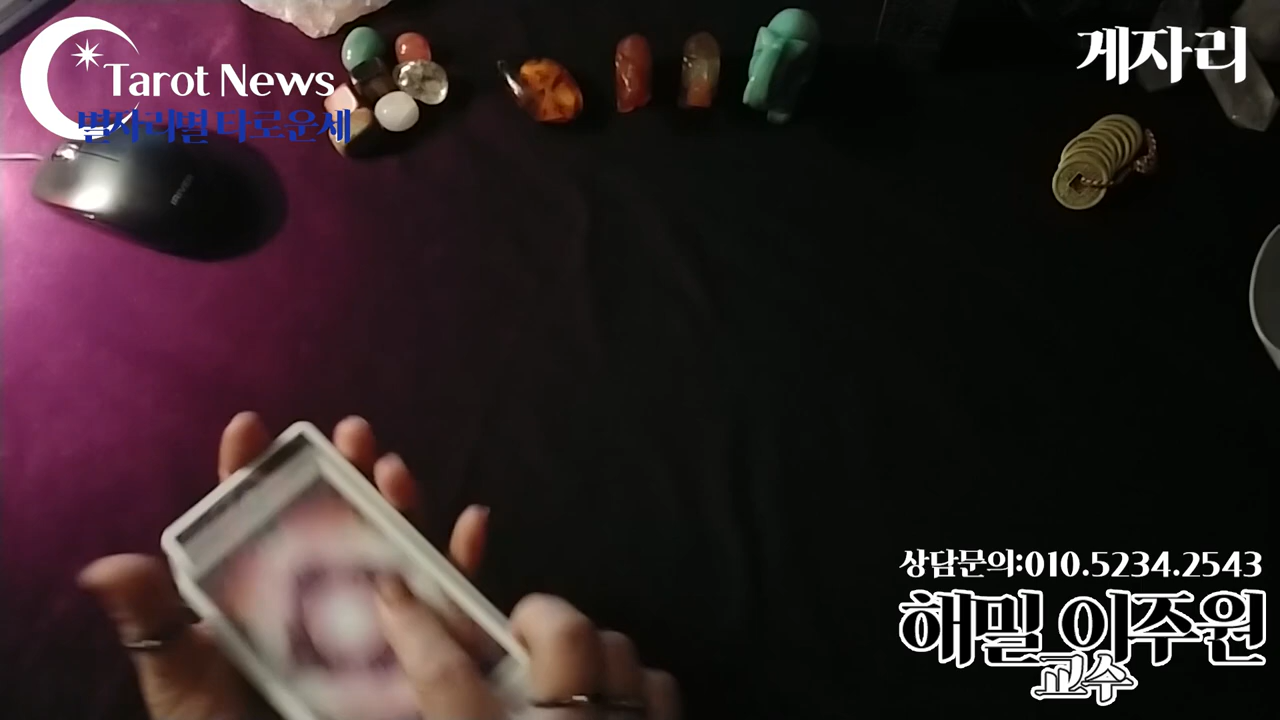 Tarot News
별자리별 타로운세
게자리
상담문의:010.5234.2543
해밀 이주원
교수